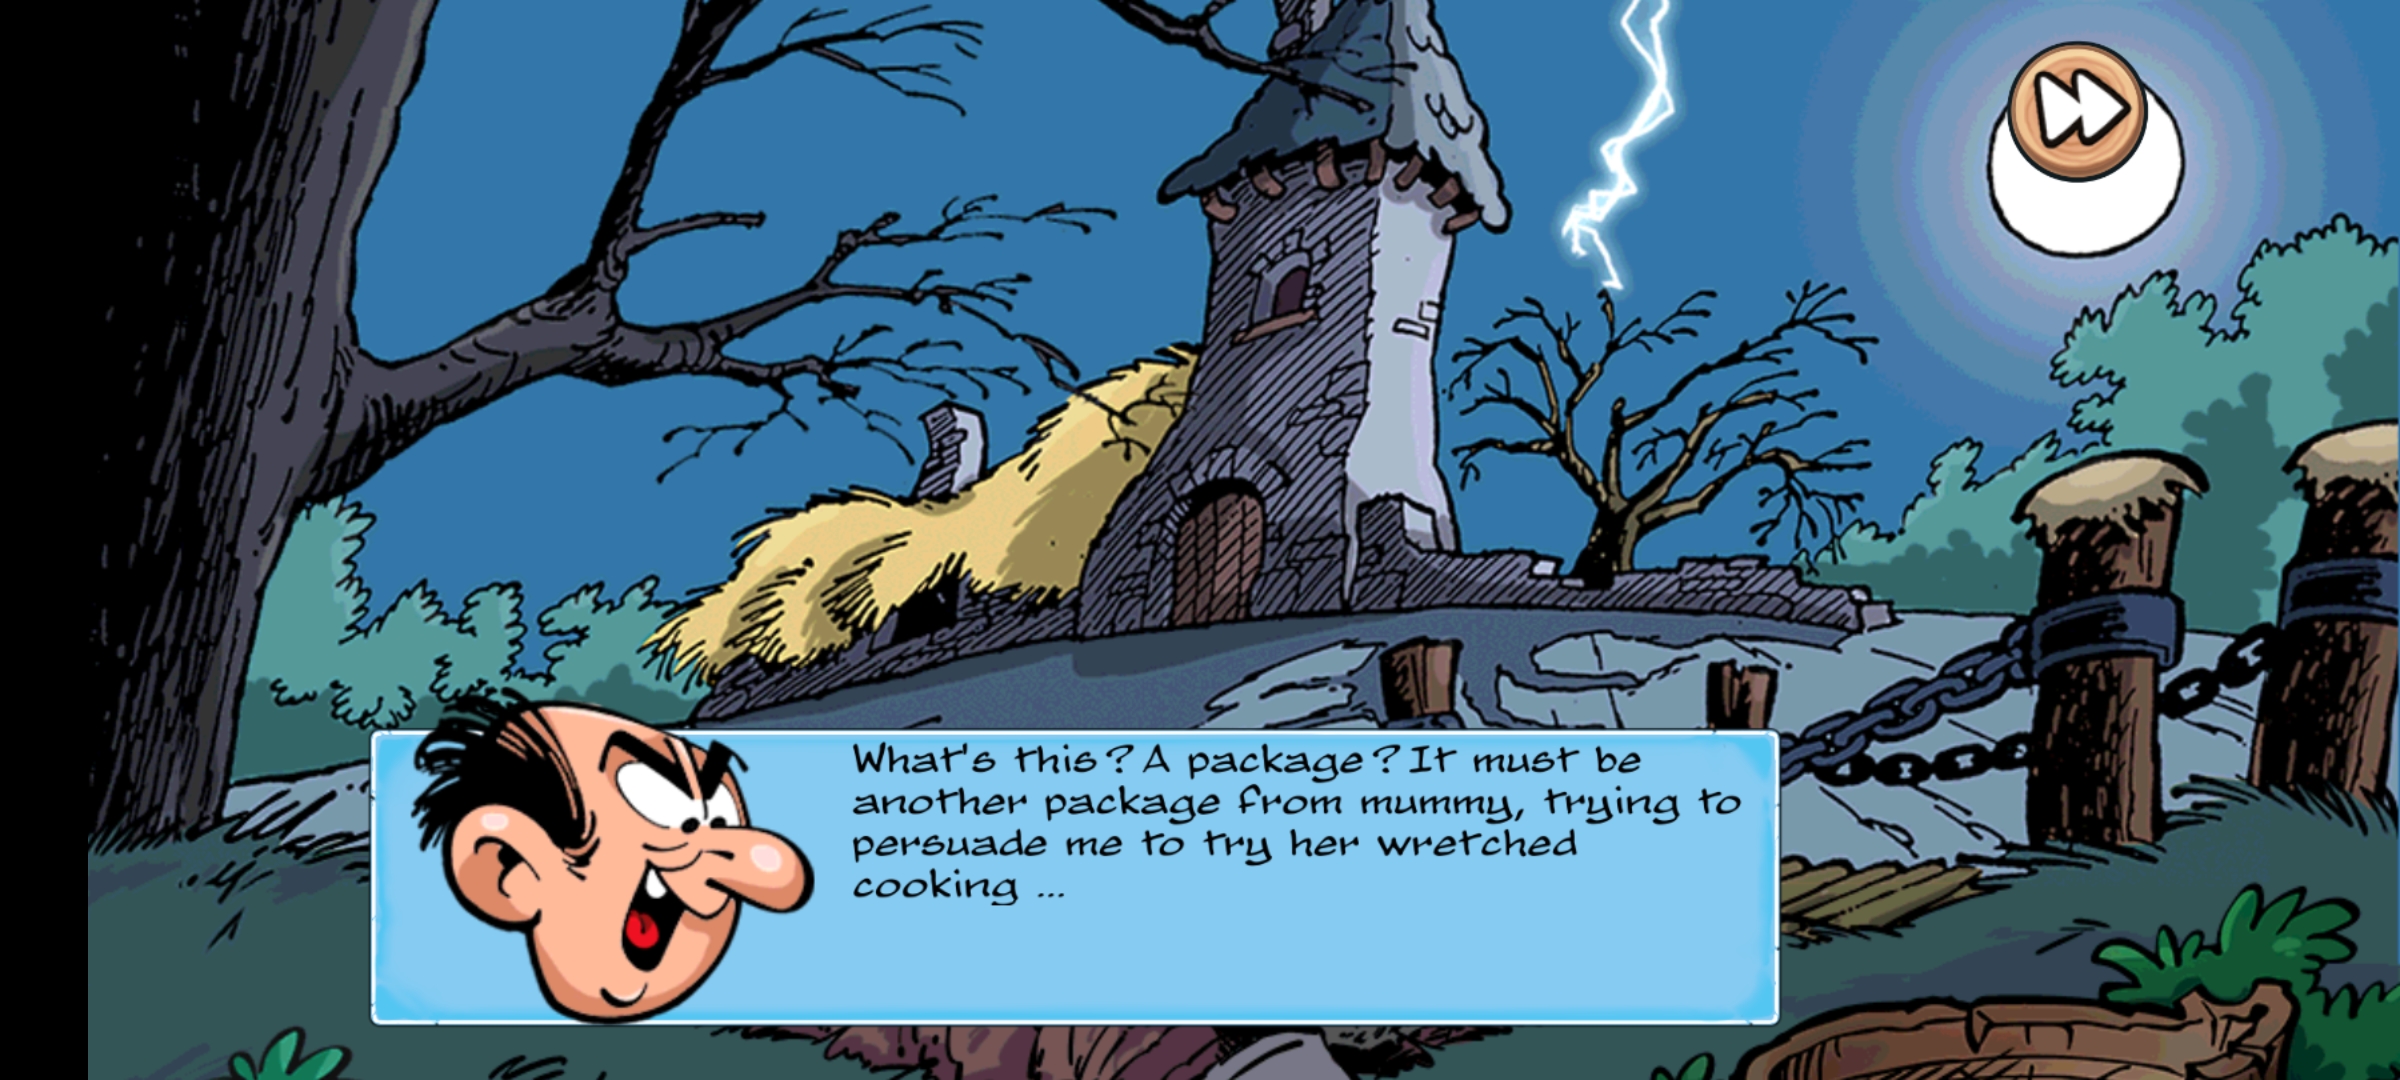 What's this? A package? It must be
another package from mummy, trying to
persuade me to try her wretched
cooking ...